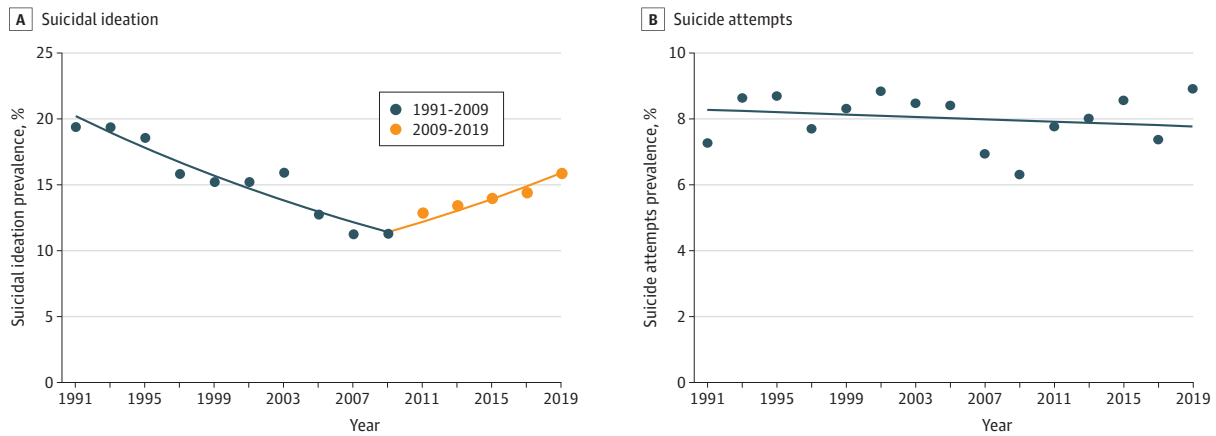 A Suicidal ideation
25
20
15
10
5
0
Suicidal ideation prevalence, %
1991-2009
2009-2019
1991 1995 1999 2003 2007 2011 2015 2019
Year
B Suicide attempts
10
8
6
4
2
0
Suicide attempts prevalence, %
1991 1995 1999 2003 2007 2011 2015 2019
Year